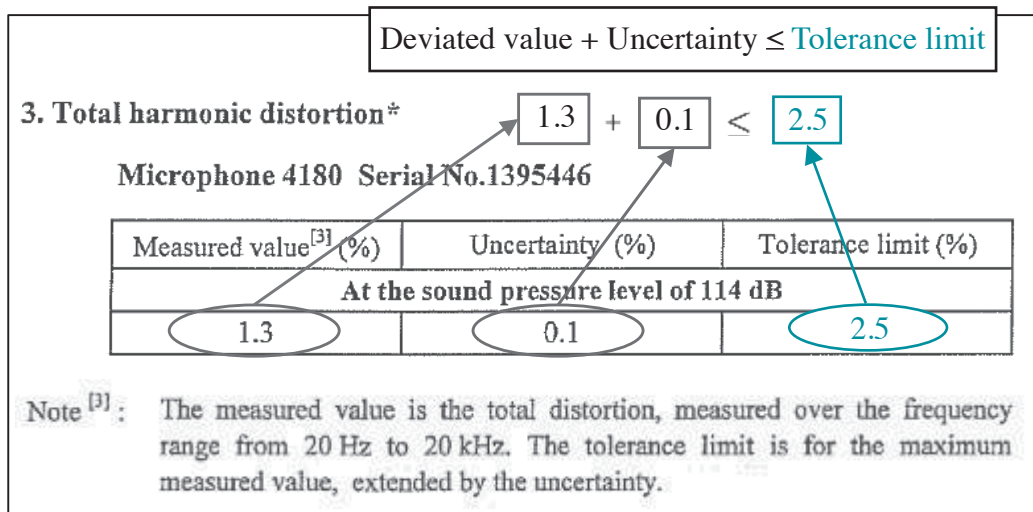 Deviated value + Uncertainty ≤ Tolerance limit
3. Total harmonic distortion*
1.3 + 0.1 ≤ 2.5
Microphone 4180 Serial No.1395446
Measured value[3] (%) Uncertainty (%) Tolerance limit (%)
At the sound pressure level of 114 dB
1.3 0.1 2.5
Note [3] : The measured value is the total distortion, measured over the frequency
range from 20 Hz to 20 kHz. The tolerance limit is for the maximum
measured value, extended by the uncertainty.